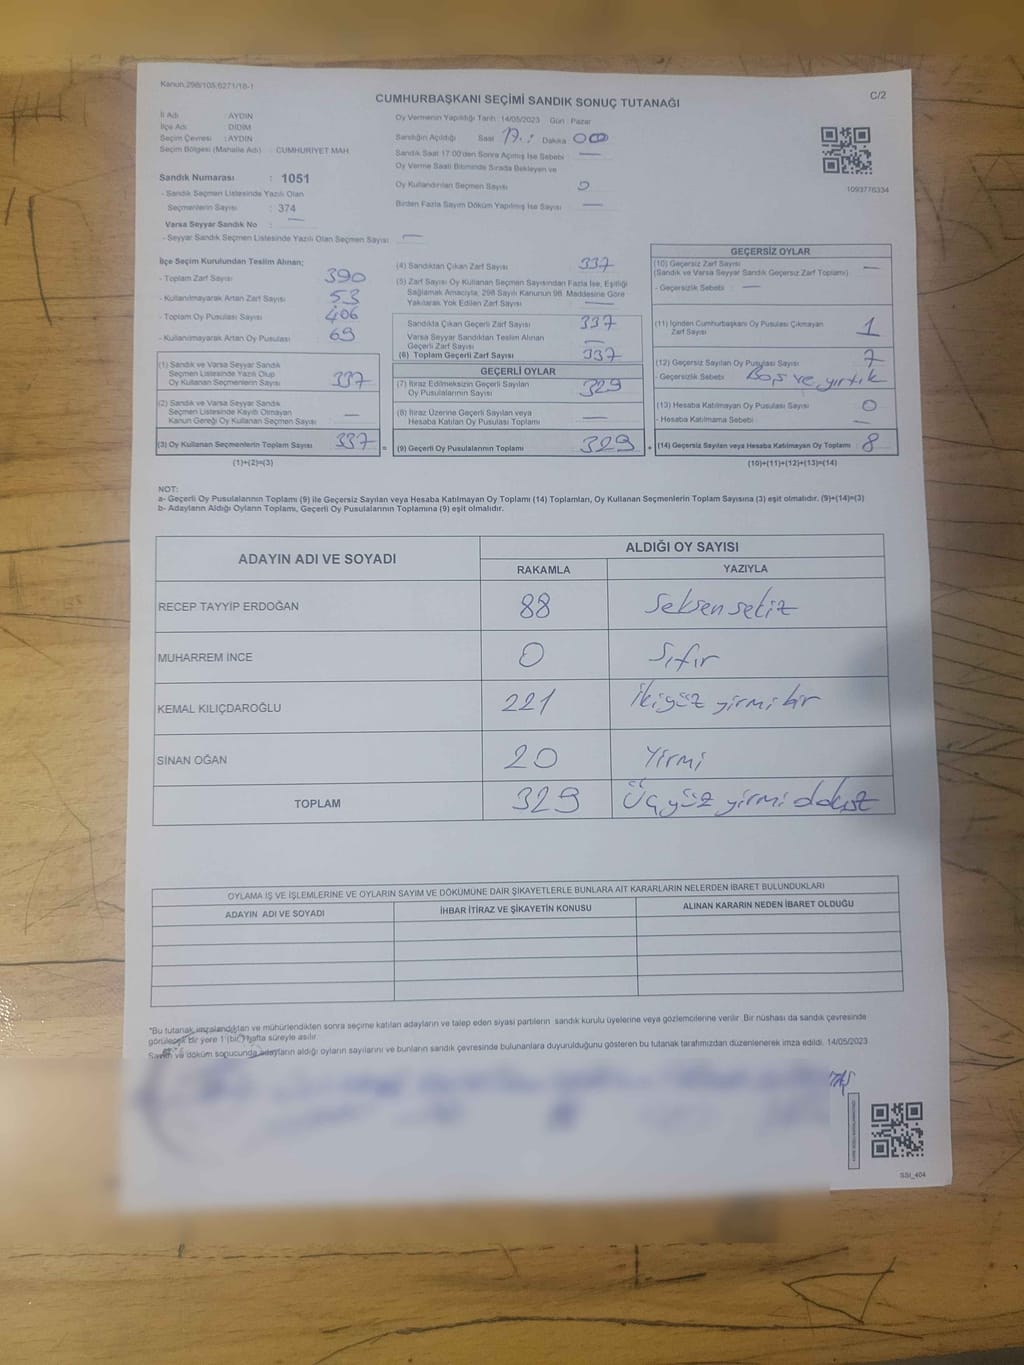 Kanun,298/105;6271/18-1
C/2
CUMHURBAŞKANI SEÇİMİ SANDIK SONUÇ TUTANAĞI
İl Adı : AYDIN
İlçe Adı : DİDİM
Seçim Çevresi : AYDIN
Seçim Bölgesi (Mahalle Adı) : CUMHURİYET MAH.
Sandık Numarası : 1051
- Sandık Seçmen Listesinde Yazılı Olan
Seçmenlerin Sayısı : 374
Varsa Seyyar Sandık No : —
- Seyyar Sandık Seçmen Listesinde Yazılı Olan Seçmen Sayısı : —
Oy Vermenin Yapıldığı Tarih : 14/05/2023 Gün : Pazar
Sandığın Açıldığı Saat 17.: Dakika 00
Sandık Saat 17:00'den Sonra Açılmış İse Sebebi : —
Oy Verme Saati Bitiminde Sırada Bekleyen ve
Oy Kullandırılan Seçmen Sayısı : 0
Birden Fazla Sayım Döküm Yapılmış İse Sayısı : —
1093776334
İlçe Seçim Kurulundan Teslim Alınan;
- Toplam Zarf Sayısı : 390
- Kullanılmayarak Artan Zarf Sayısı : 53
- Toplam Oy Pusulası Sayısı : 406
- Kullanılmayarak Artan Oy Pusulası : 69
(1) Sandık ve Varsa Seyyar Sandık
Seçmen Listesinde Yazılı Olup
Oy Kullanan Seçmenlerin Sayısı : 337
(2) Sandık ve Varsa Seyyar Sandık
Seçmen Listesinde Kayıtlı Olmayan
Kanun Gereği Oy Kullanan Seçmen Sayısı : —
(3) Oy Kullanan Seçmenlerin Toplam Sayısı : 337 =
(1)+(2)=(3)
(4) Sandıktan Çıkan Zarf Sayısı : 337
(5) Zarf Sayısı Oy Kullanan Seçmen Sayısından Fazla İse, Eşitliği
Sağlamak Amacıyla, 298 Sayılı Kanunun 98. Maddesine Göre
Yakılarak Yok Edilen Zarf Sayısı : —
Sandıkta Çıkan Geçerli Zarf Sayısı : 337
Varsa Seyyar Sandıktan Teslim Alınan
Geçerli Zarf Sayısı : —
(6) Toplam Geçerli Zarf Sayısı : 337
GEÇERLİ OYLAR
(7) İtiraz Edilmeksizin Geçerli Sayılan
Oy Pusulalarının Sayısı : 329
(8) İtiraz Üzerine Geçerli Sayılan veya
Hesaba Katılan Oy Pusulası Toplamı : —
(9) Geçerli Oy Pusulalarının Toplamı : 329 +
GEÇERSİZ OYLAR
(10) Geçersiz Zarf Sayısı : —
(Sandık ve Varsa Seyyar Sandık Geçersiz Zarf Toplamı)
- Geçersizlik Sebebi : —
(11) İçinden Cumhurbaşkanı Oy Pusulası Çıkmayan
Zarf Sayısı : 1
(12) Geçersiz Sayılan Oy Pusulası Sayısı : 7
- Geçersizlik Sebebi : Boş ve yırtık
(13) Hesaba Katılmayan Oy Pusulası Sayısı : 0
- Hesaba Katılmama Sebebi : —
(14) Geçersiz Sayılan veya Hesaba Katılmayan Oy Toplamı : 8
(10)+(11)+(12)+(13)=(14)
NOT:
a- Geçerli Oy Pusulalarının Toplamı (9) ile Geçersiz Sayılan veya Hesaba Katılmayan Oy Toplamı (14) Toplamları, Oy Kullanan Seçmenlerin Toplam Sayısına (3) eşit olmalıdır. (9)+(14)=(3)
b- Adayların Aldığı Oyların Toplamı, Geçerli Oy Pusulalarının Toplamına (9) eşit olmalıdır.
ADAYIN ADI VE SOYADI
ALDIĞI OY SAYISI
RAKAMLA YAZIYLA
RECEP TAYYİP ERDOĞAN 88 Seksen sekiz
MUHARREM İNCE 0 Sıfır
KEMAL KILIÇDAROĞLU 221 İkiyüz yirmi bir
SİNAN OĞAN 20 Yirmi
TOPLAM 329 Üçyüz yirmi dokuz
OYLAMA İŞ VE İŞLEMLERİNE VE OYLARIN SAYIM VE DÖKÜMÜNE DAİR ŞİKAYETLERLE BUNLARA AİT KARARLARIN NELERDEN İBARET BULUNDUKLARI
ADAYIN ADI VE SOYADI İHBAR İTİRAZ VE ŞİKAYETİN KONUSU ALINAN KARARIN NEDEN İBARET OLDUĞU
*Bu tutanak imzalandıktan ve mühürlendikten sonra seçime katılan adayların ve talep eden siyasi partilerin sandık kurulu üyelerine veya gözlemcilerine verilir. Bir nüshası da sandık çevresinde
görülecek bir yere 1 (bir) hafta süreyle asılır.
Sayım ve döküm sonucunda adayların aldığı oyların sayılarını ve bunların sandık çevresinde bulunanlara duyurulduğunu gösteren bu tutanak tarafımızdan düzenlenerek imza edildi. 14/05/2023
SSİ_404